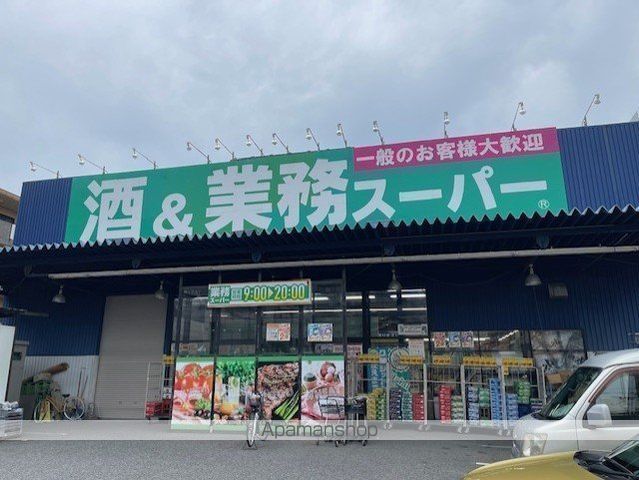 一般のお客様大歓迎
酒&業務スーパー®
業務スーパー 9:00▶20:00
Apamanshop